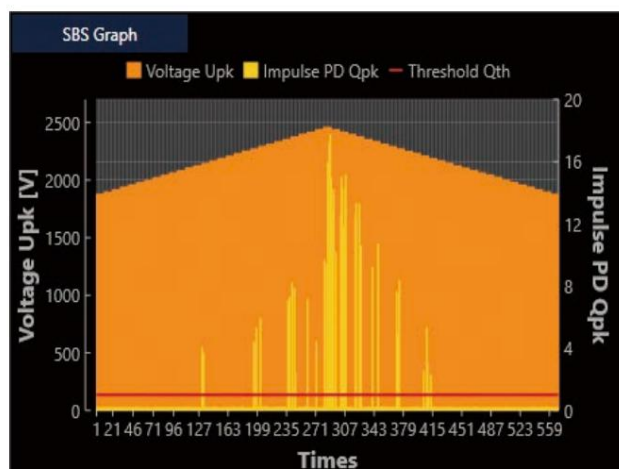 SBS Graph
Voltage Upk Impulse PD Qpk Threshold Qth
Voltage Upk [V]
2500
2000
1500
1000
500
0
20
16
12
8
4
0
Impulse PD Qpk
1 21 46 71 96 127 163 199 235 271 307 343 379 415 451 487 523 559
Times